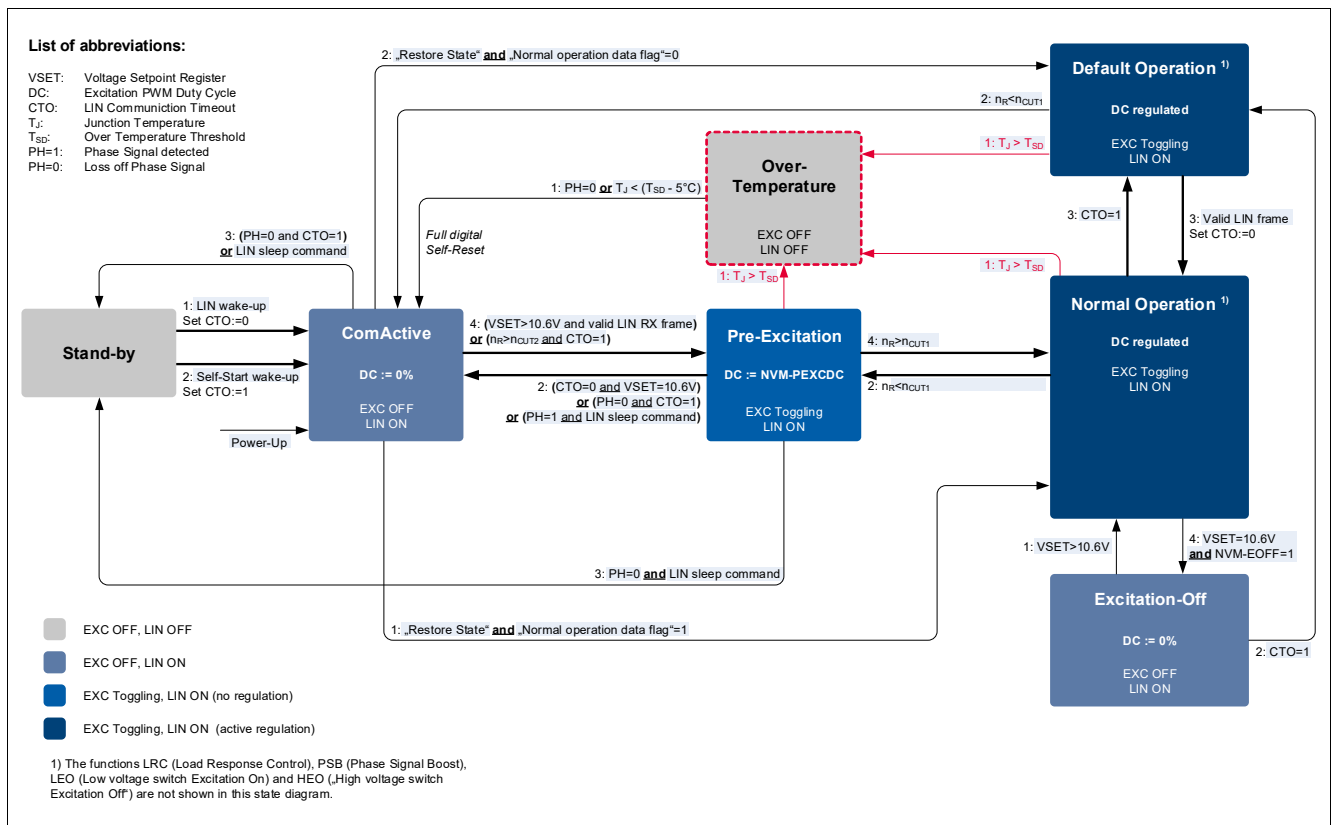 List of abbreviations:
VSET: Voltage Setpoint Register
DC: Excitation PWM Duty Cycle
CTO: LIN Communiction Timeout
TJ: Junction Temperature
TSD: Over Temperature Threshold
PH=1: Phase Signal detected
PH=0: Loss off Phase Signal
2: „Restore State“ and „Normal operation data flag“=0
Default Operation 1)
DC regulated
EXC Toggling
LIN ON
2: nR<nCUT1
1: TJ > TSD
Over-
Temperature
EXC OFF
LIN OFF
1: PH=0 or TJ < (TSD - 5°C)
Full digital
Self-Reset
3: CTO=1
3: Valid LIN frame
Set CTO:=0
3: (PH=0 and CTO=1)
or LIN sleep command
1: TJ > TSD
1: TJ > TSD
Stand-by
1: LIN wake-up
Set CTO:=0
2: Self-Start wake-up
Set CTO:=1
Power-Up
ComActive
DC := 0%
EXC OFF
LIN ON
4: (VSET>10.6V and valid LIN RX frame)
or (nR>nCUT2 and CTO=1)
2: (CTO=0 and VSET=10.6V)
or (PH=0 and CTO=1)
or (PH=1 and LIN sleep command)
Pre-Excitation
DC := NVM-PEXCDC
EXC Toggling
LIN ON
4: nR>nCUT1
2: nR<nCUT1
Normal Operation 1)
DC regulated
EXC Toggling
LIN ON
1: VSET>10.6V
4: VSET=10.6V
and NVM-EOFF=1
3: PH=0 and LIN sleep command
1: „Restore State“ and „Normal operation data flag“=1
Excitation-Off
DC := 0%
EXC OFF
LIN ON
2: CTO=1
EXC OFF, LIN OFF
EXC OFF, LIN ON
EXC Toggling, LIN ON (no regulation)
EXC Toggling, LIN ON (active regulation)
1) The functions LRC (Load Response Control), PSB (Phase Signal Boost),
LEO (Low voltage switch Excitation On) and HEO („High voltage switch
Excitation Off“) are not shown in this state diagram.